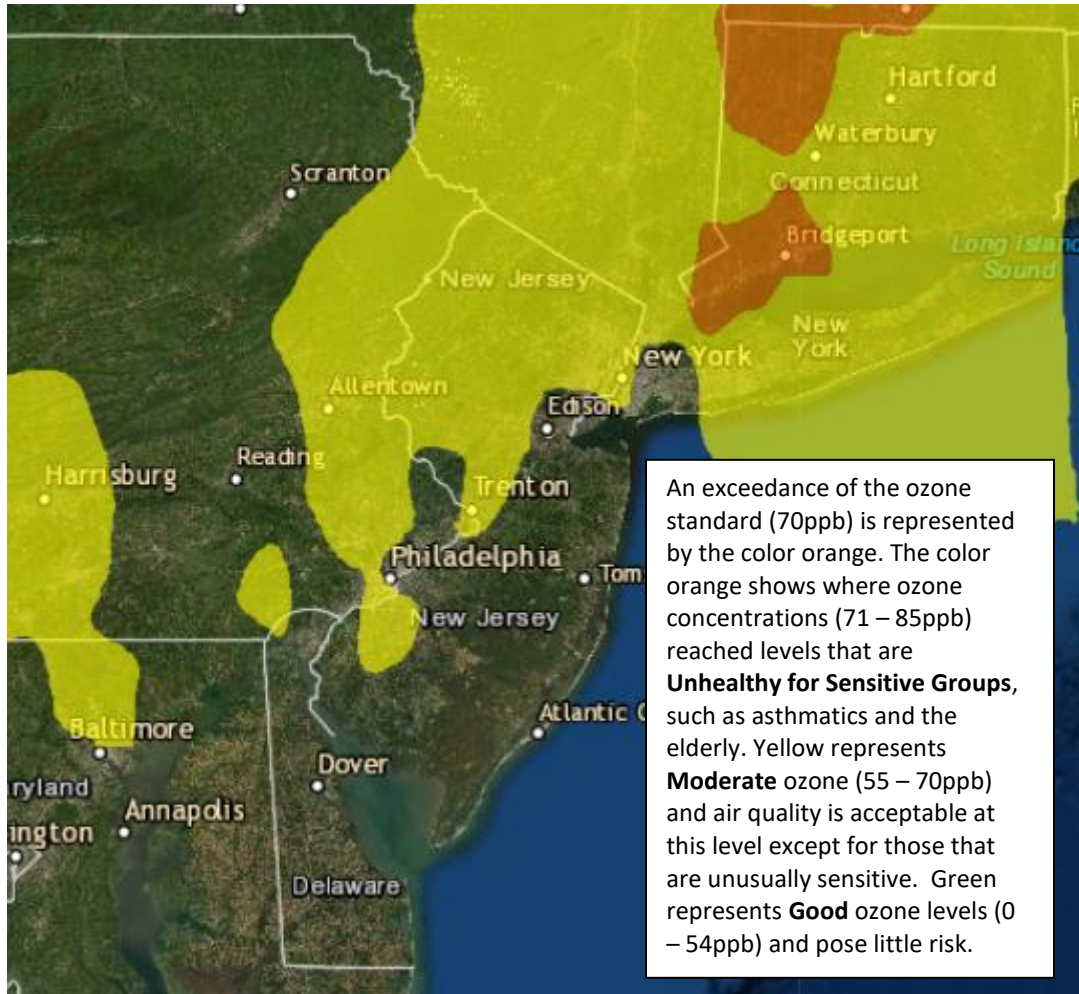 Hartford
Waterbury
Connecticut
Scranton
Bridgeport
Long Island
Sound
New Jersey
New
York
New York
Allentown
Edison
Reading
Harrisburg
Trenton
Philadelphia
Tom
New Jersey
Baltimore
Atlantic C
Dover
ryland
Annapolis
ington
Delaware
An exceedance of the ozone
standard (70ppb) is represented
by the color orange. The color
orange shows where ozone
concentrations (71 – 85ppb)
reached levels that are
Unhealthy for Sensitive Groups,
such as asthmatics and the
elderly. Yellow represents
Moderate ozone (55 – 70ppb)
and air quality is acceptable at
this level except for those that
are unusually sensitive. Green
represents Good ozone levels (0
– 54ppb) and pose little risk.